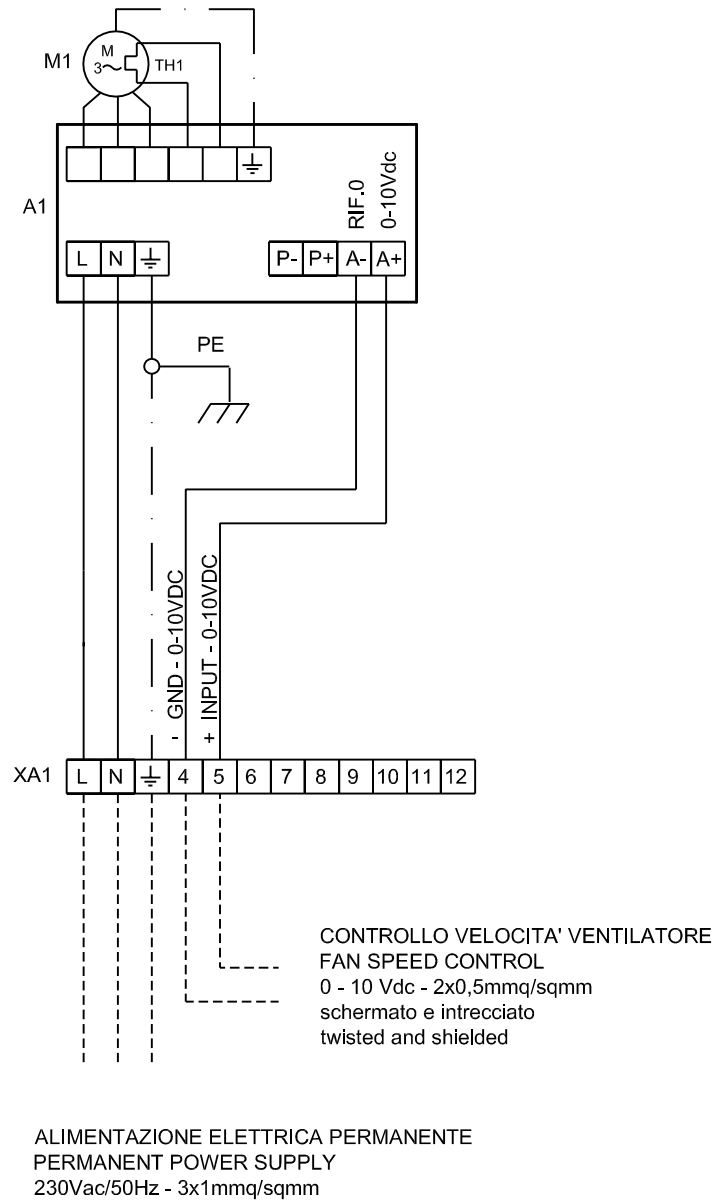 M1
M
3~
TH1
A1
RIF.0
0-10Vdc
L N
P- P+ A- A+
PE
- GND - 0-10VDC
+ INPUT - 0-10VDC
XA1
L N 4 5 6 7 8 9 10 11 12
CONTROLLO VELOCITA' VENTILATORE
FAN SPEED CONTROL
0 - 10 Vdc - 2x0,5mmq/sqmm
schermato e intrecciato
twisted and shielded
ALIMENTAZIONE ELETTRICA PERMANENTE
PERMANENT POWER SUPPLY
230Vac/50Hz - 3x1mmq/sqmm